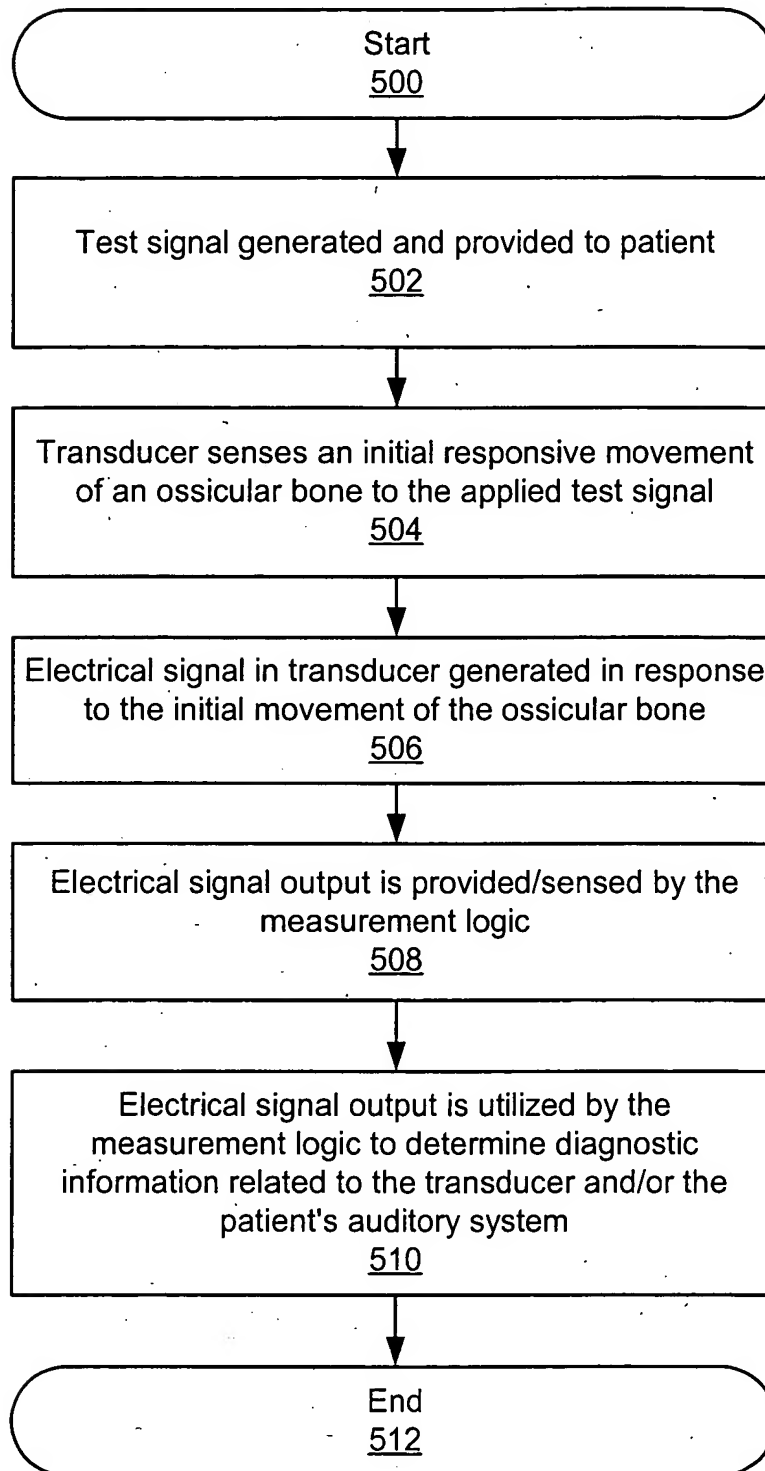 Start
500
Test signal generated and provided to patient
502
Transducer senses an initial responsive movement
of an ossicular bone to the applied test signal
504
Electrical signal in transducer generated in response
to the initial movement of the ossicular bone
506
Electrical signal output is provided/sensed by the
measurement logic
508
Electrical signal output is utilized by the
measurement logic to determine diagnostic
information related to the transducer and/or the
patient's auditory system
510
End
512